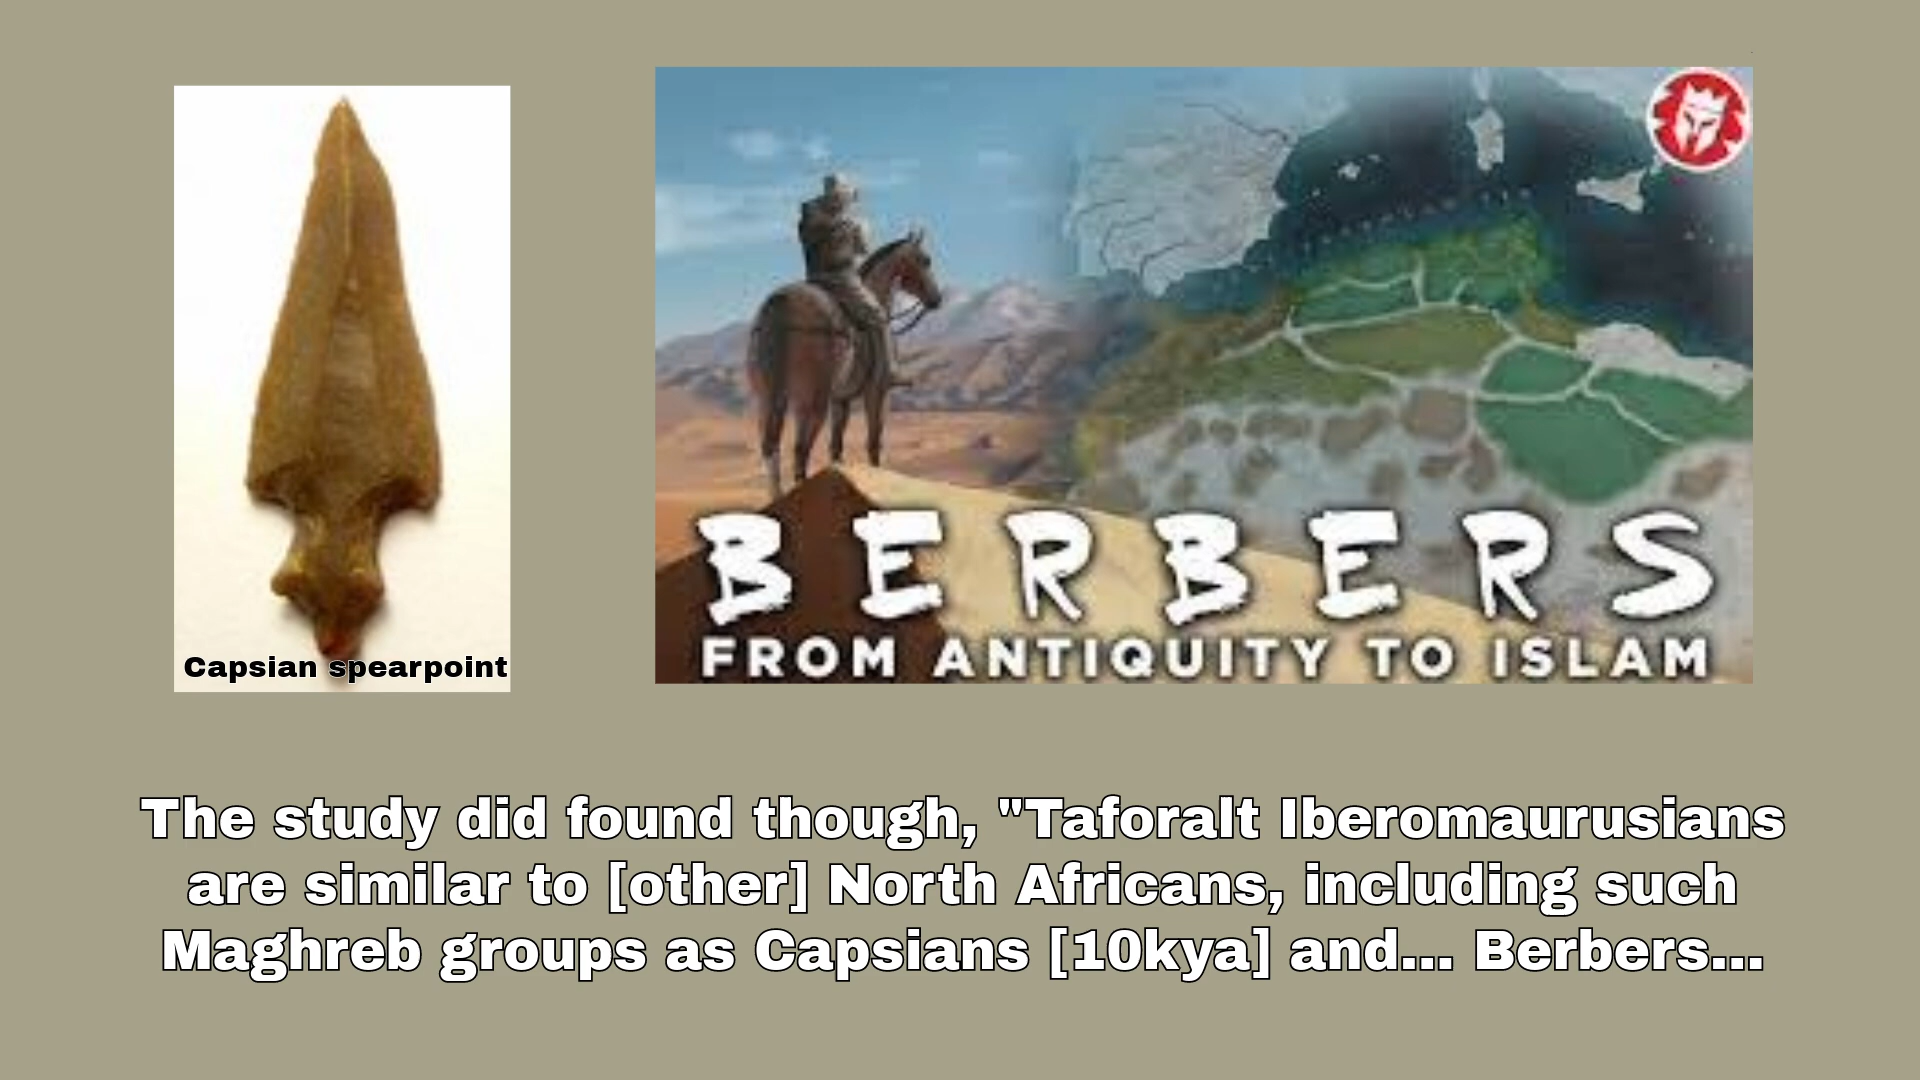 Capsian spearpoint
BERBERS
FROM ANTIQUITY TO ISLAM
The study did found though, "Taforalt Iberomaurusians
are similar to [other] North Africans, including such
Maghreb groups as Capsians [10kya] and... Berbers...